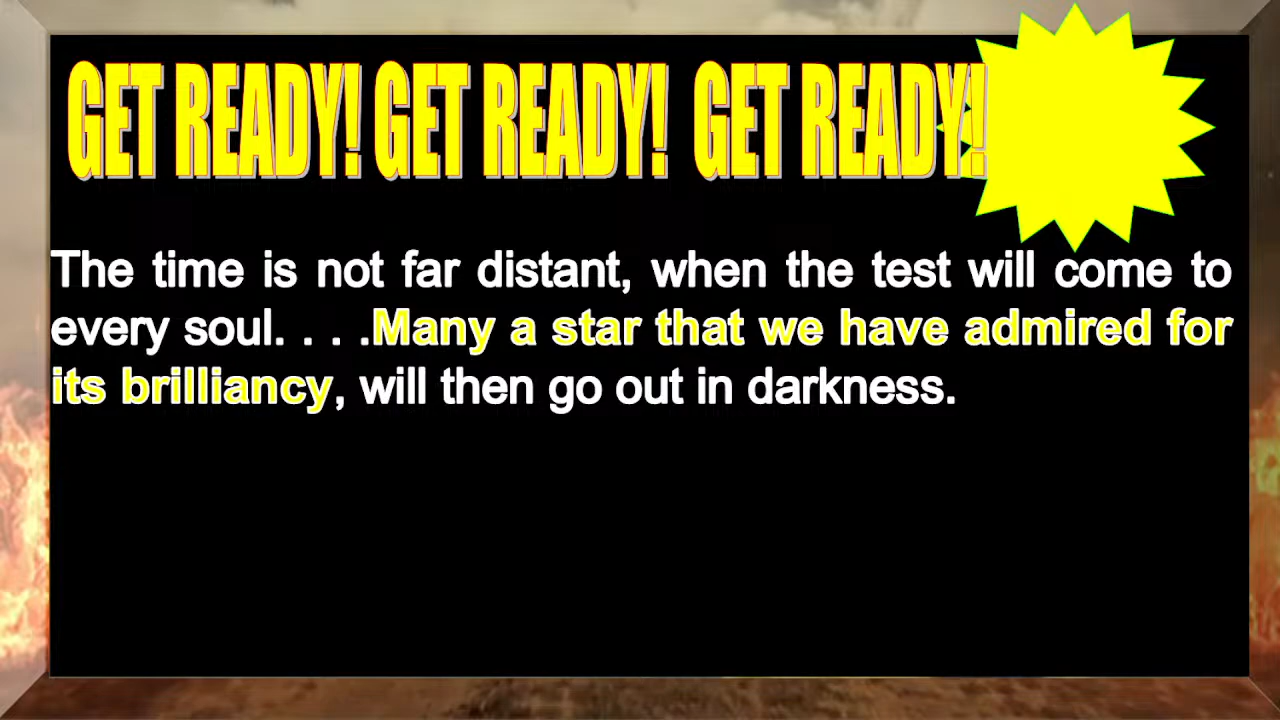 GET READY! GET READY! GET READY!
The time is not far distant, when the test will come to
every soul. . . .Many a star that we have admired for
its brilliancy, will then go out in darkness.